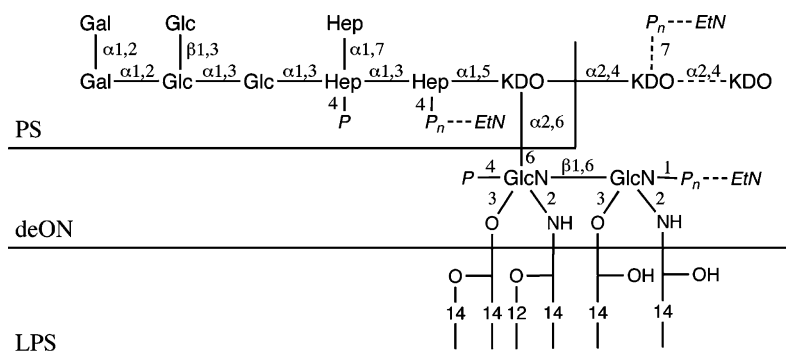 Gal Glc Hep Pn EtN
α1,2 β1,3 α1,7 7
Gal α1,2 Glc α1,3 Glc α1,3 Hep α1,3 Hep α1,5 KDO α2,4 KDO α2,4 KDO
4 4
P Pn EtN α2,6
PS
6
P 4 GlcN β1,6 GlcN 1 Pn EtN
3 2 3 2
O NH O NH
deON
O O OH OH
14 14 12 14 14 14
LPS